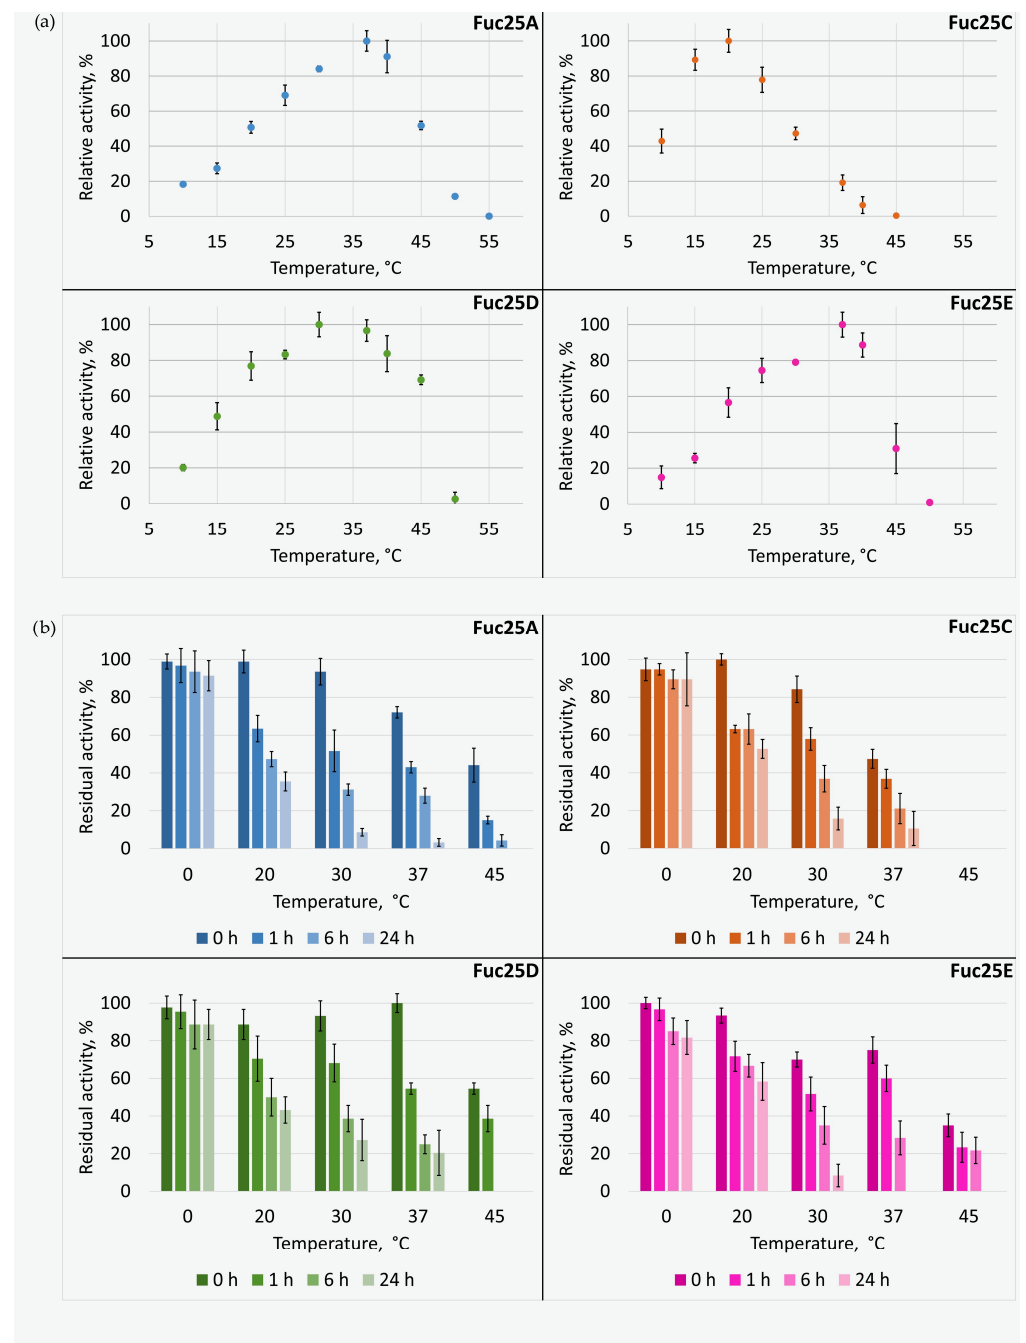 (a)
Fuc25A
Relative activity, %
100
80
60
40
20
0
5 15 25 35 45 55
Temperature, °C
Fuc25C
Relative activity, %
100
80
60
40
20
0
5 15 25 35 45 55
Temperature, °C
Fuc25D
Relative activity, %
100
80
60
40
20
0
5 15 25 35 45 55
Temperature, °C
Fuc25E
Relative activity, %
100
80
60
40
20
0
5 15 25 35 45 55
Temperature, °C
(b)
Fuc25A
Residual activity, %
100
80
60
40
20
0
0 20 30 37 45
Temperature, °C
0 h 1 h 6 h 24 h
Fuc25C
Residual activity, %
100
80
60
40
20
0
0 20 30 37 45
Temperature, °C
0 h 1 h 6 h 24 h
Fuc25D
Residual activity, %
100
80
60
40
20
0
0 20 30 37 45
Temperature, °C
0 h 1 h 6 h 24 h
Fuc25E
Residual activity, %
100
80
60
40
20
0
0 20 30 37 45
Temperature, °C
0 h 1 h 6 h 24 h